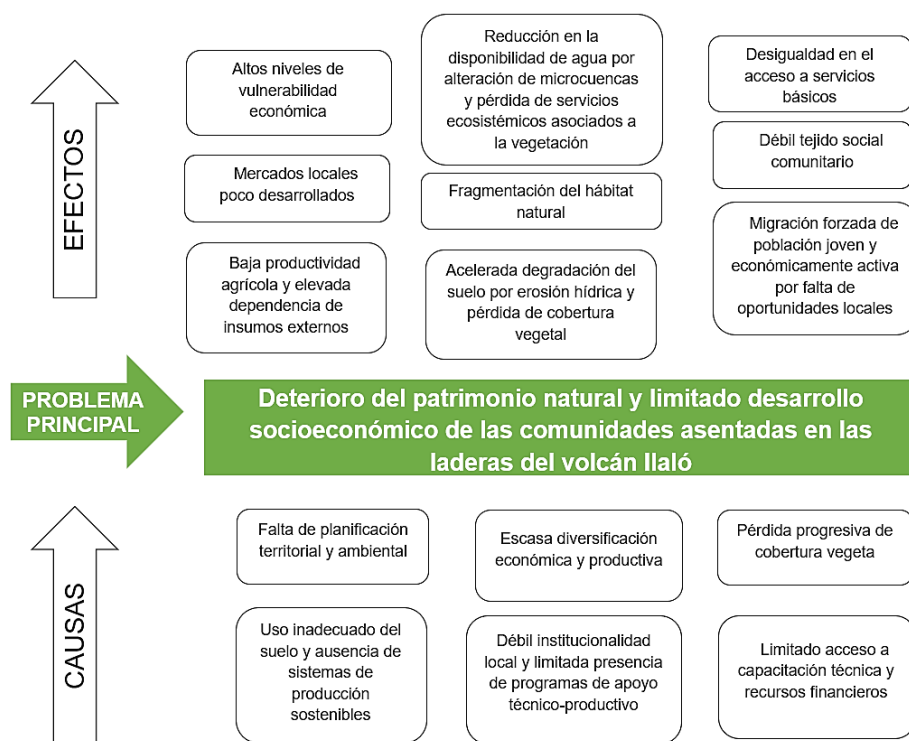 EFECTOS
Altos niveles de
vulnerabilidad
económica
Reducción en la
disponibilidad de agua por
alteración de microcuencas
y pérdida de servicios
ecosistémicos asociados a
la vegetación
Desigualdad en el
acceso a servicios
básicos
Mercados locales
poco desarrollados
Fragmentación del hábitat
natural
Débil tejido social
comunitario
Baja productividad
agrícola y elevada
dependencia de
insumos externos
Acelerada degradación del
suelo por erosión hídrica y
pérdida de cobertura
vegetal
Migración forzada de
población joven y
económicamente activa
por falta de
oportunidades locales
PROBLEMA
PRINCIPAL
Deterioro del patrimonio natural y limitado desarrollo
socioeconómico de las comunidades asentadas en las
laderas del volcán Ilaló
CAUSAS
Falta de planificación
territorial y ambiental
Escasa diversificación
económica y productiva
Pérdida progresiva de
cobertura vegeta
Uso inadecuado del
suelo y ausencia de
sistemas de
producción
sostenibles
Débil institucionalidad
local y limitada presencia
de programas de apoyo
técnico-productivo
Limitado acceso a
capacitación técnica y
recursos financieros